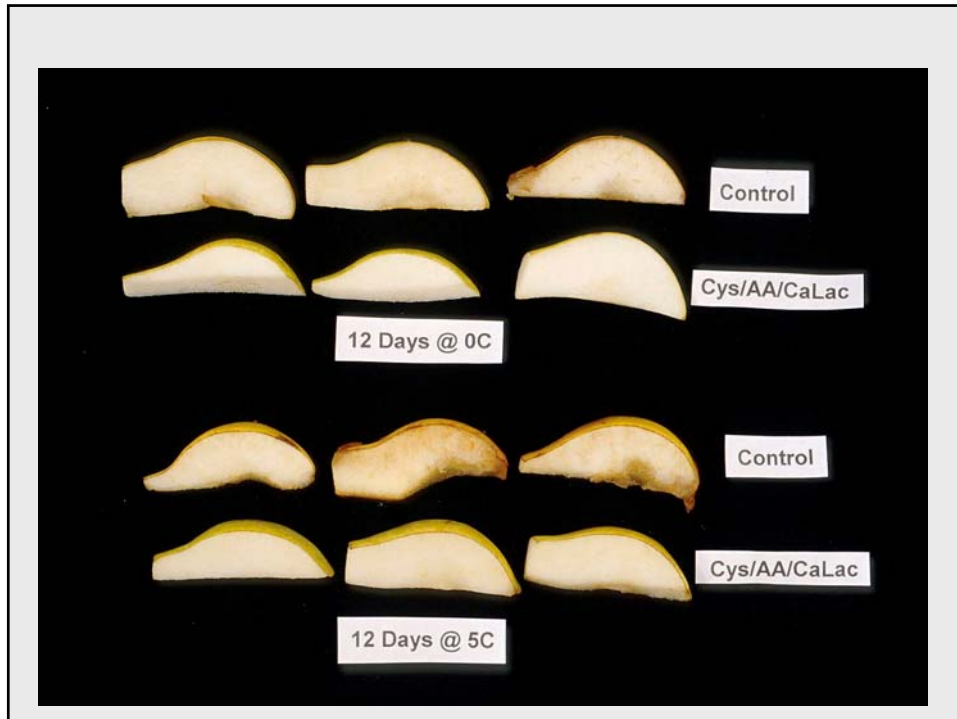 Control
Cys/AA/CaLac
12 Days @ 0C
Control
Cys/AA/CaLac
12 Days @ 5C